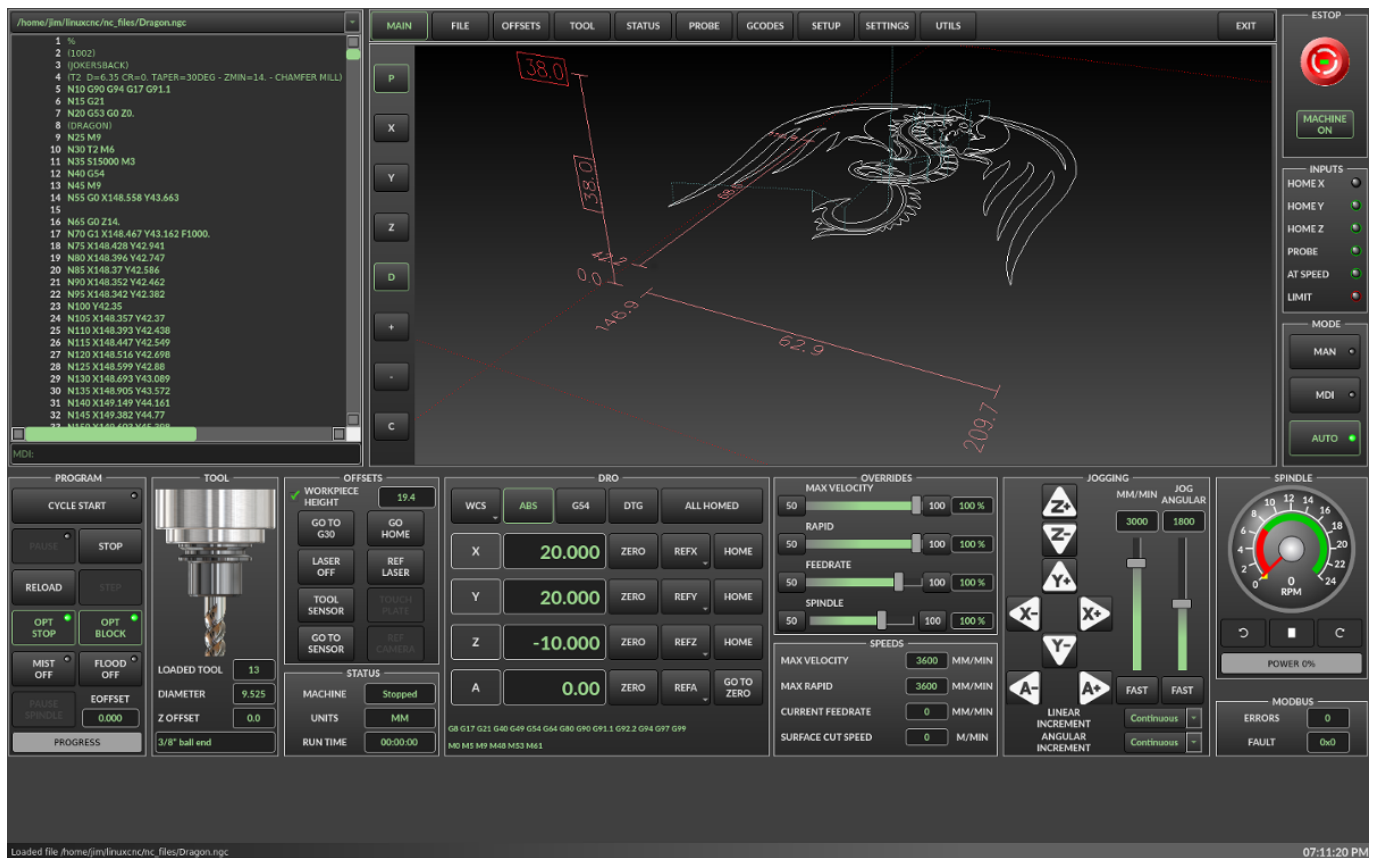 /home/jim/linuxcnc/nc_files/Dragon.ngc
1 %
2 (1002)
3 (JOKERSBACK)
4 (T2 D=6.35 CR=0. TAPER=30DEG - ZMIN=14. - CHAMFER MILL)
5 N10 G90 G94 G17 G91.1
6 N15 G21
7 N20 G53 G0 Z0.
8 (DRAGON)
9 N25 M9
10 N30 T2 M6
11 N35 S15000 M3
12 N40 G54
13 N45 M9
14 N55 G0 X148.558 Y43.663
15
16 N65 G0 Z14.
17 N70 G1 X148.467 Y43.162 F1000.
18 N75 X148.428 Y42.941
19 N80 X148.396 Y42.747
20 N85 X148.37 Y42.586
21 N90 X148.352 Y42.462
22 N95 X148.342 Y42.382
23 N100 Y42.35
24 N105 X148.357 Y42.37
25 N110 X148.393 Y42.438
26 N115 X148.447 Y42.549
27 N120 X148.516 Y42.698
28 N125 X148.599 Y42.88
29 N130 X148.693 Y43.089
30 N135 X148.905 Y43.572
31 N140 X149.149 Y44.161
32 N145 X149.382 Y44.77
MDI:
MAIN FILE OFFSETS TOOL STATUS PROBE GCODES SETUP SETTINGS UTILS EXIT
P
X
Y
Z
D
+
-
C
38.0
38.0
68.6
42.2
0.0
146.9
62.9
209.7
ESTOP
MACHINE
ON
INPUTS
HOME X
HOME Y
HOME Z
PROBE
AT SPEED
LIMIT
MODE
MAN
MDI
AUTO
PROGRAM
CYCLE START
PAUSE STOP
RELOAD STEP
OPT
STOP
OPT
BLOCK
MIST
OFF
FLOOD
OFF
PAUSE
SPINDLE
EOFFSET
0.000
PROGRESS
TOOL
LOADED TOOL 13
DIAMETER 9.525
Z OFFSET 0.0
3/8" ball end
OFFSETS
WORKPIECE
HEIGHT
19.4
GO TO
G30
GO
HOME
LASER
OFF
REF
LASER
TOOL
SENSOR
TOUCH
PLATE
GO TO
SENSOR
REF
CAMERA
STATUS
MACHINE Stopped
UNITS MM
RUN TIME 00:00:00
DRO
WCS ABS G54 DTG ALL HOMED
X 20.000 ZERO REFX HOME
Y 20.000 ZERO REFY HOME
Z -10.000 ZERO REFZ HOME
A 0.00 ZERO REFA GO TO
ZERO
G8 G17 G21 G40 G49 G54 G64 G80 G90 G91.1 G92.2 G94 G97 G99
M0 M5 M9 M48 M53 M61
OVERRIDES
MAX VELOCITY
50 100 100 %
RAPID
50 100 100 %
FEEDRATE
50 100 100 %
SPINDLE
50 100 100 %
SPEEDS
MAX VELOCITY 3600 MM/MIN
MAX RAPID 3600 MM/MIN
CURRENT FEEDRATE 0 MM/MIN
SURFACE CUT SPEED 0 M/MIN
JOGGING
Z+
Z-
Y+
X- X+
Y-
A- A+
MM/MIN
JOG
ANGULAR
3000 1800
FAST FAST
LINEAR
INCREMENT
Continuous
ANGULAR
INCREMENT
Continuous
SPINDLE
0 2 4 6 8 10 12 14 16 18 20 22 24
0
RPM
POWER 0%
MODBUS
ERRORS 0
FAULT 0x0
Loaded file /home/jim/linuxcnc/nc_files/Dragon.ngc
07:11:20 PM